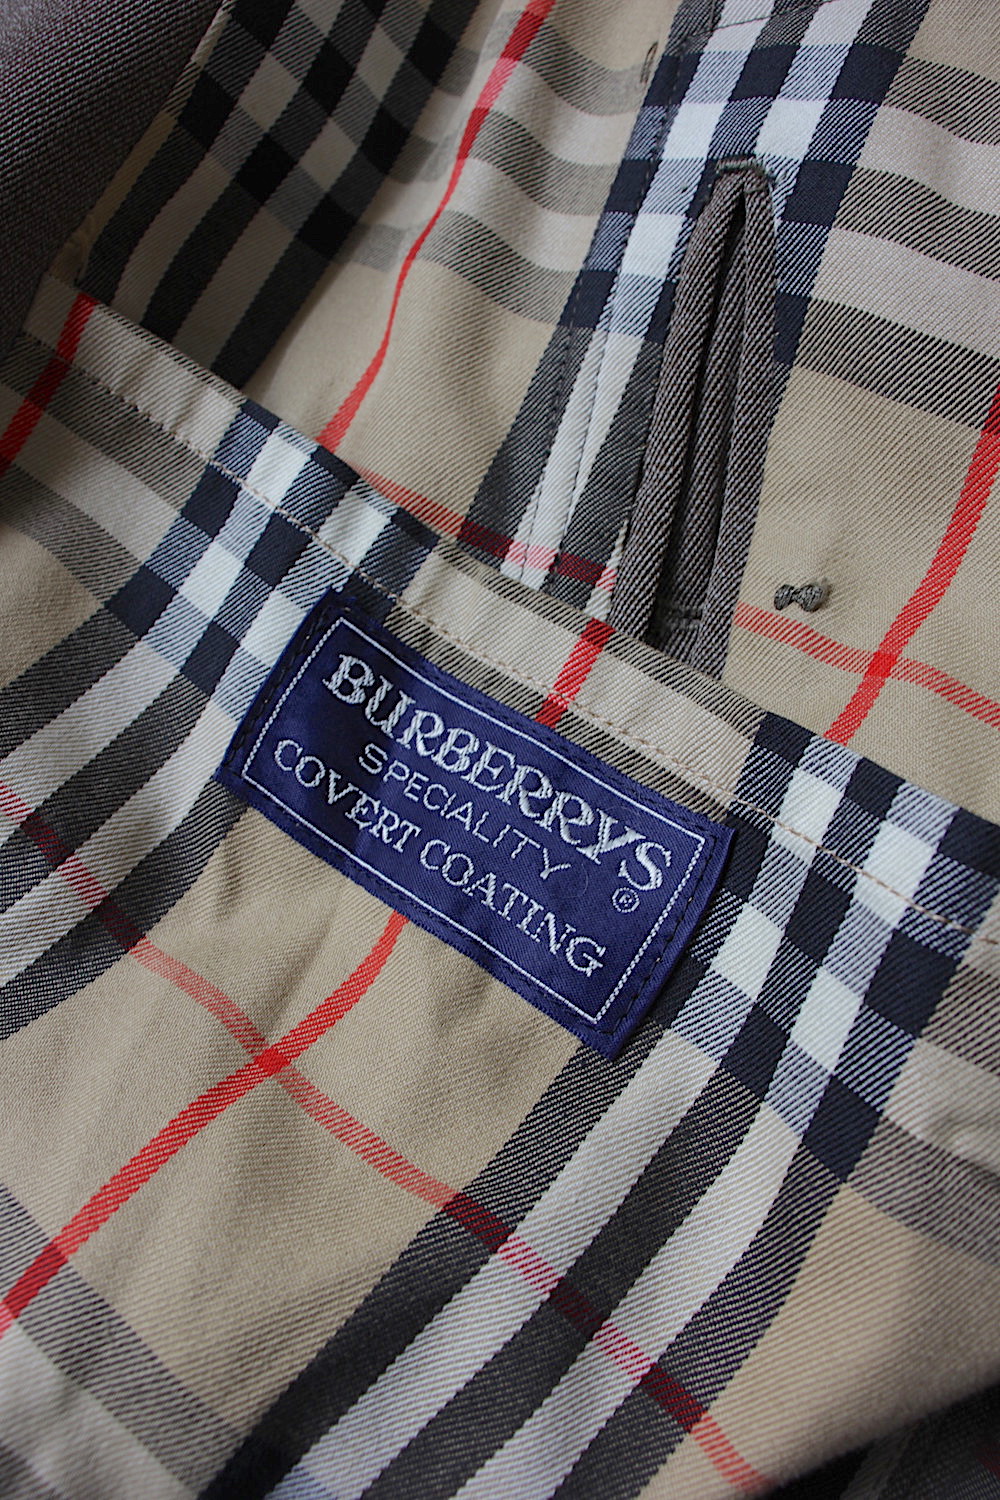 BURBERRYS
SPECIALITY
®
COVERT COATING